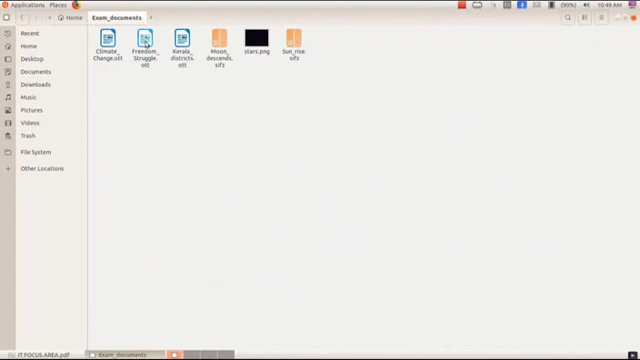 Applications Places (90%) 10:49 AM
Home Exam_documents
Recent
Home
Desktop
Documents
Downloads
Music
Pictures
Videos
Trash
File System
Other Locations
Climate_
Change.ott
Freedom_
Struggle.
ott
Kerala_
districts.
ott
Moon_
descends.
sifz
stars.png
Sun_rise
sifz
IT FOCUS AREA.pdf Exam_documents